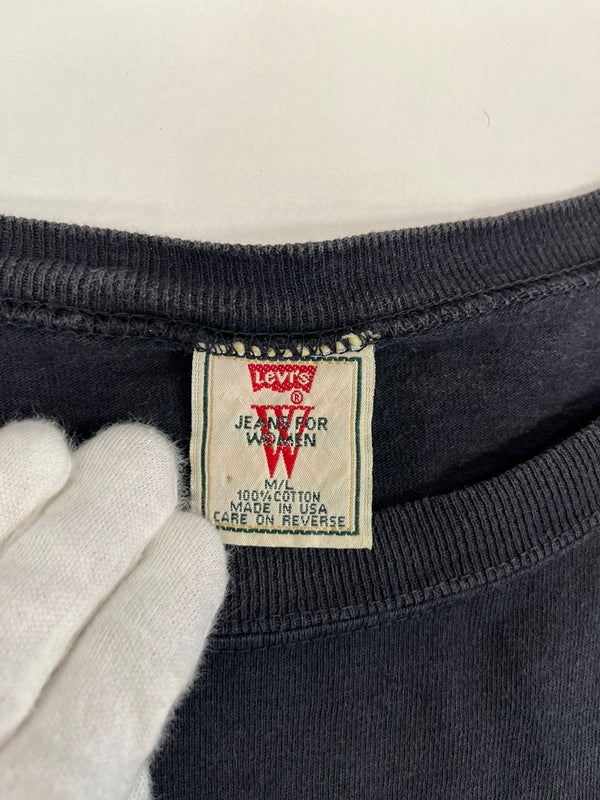 LEVI'S
®
W
JEANS FOR
WOMEN
M/L
100% COTTON
MADE IN USA
CARE ON REVERSE